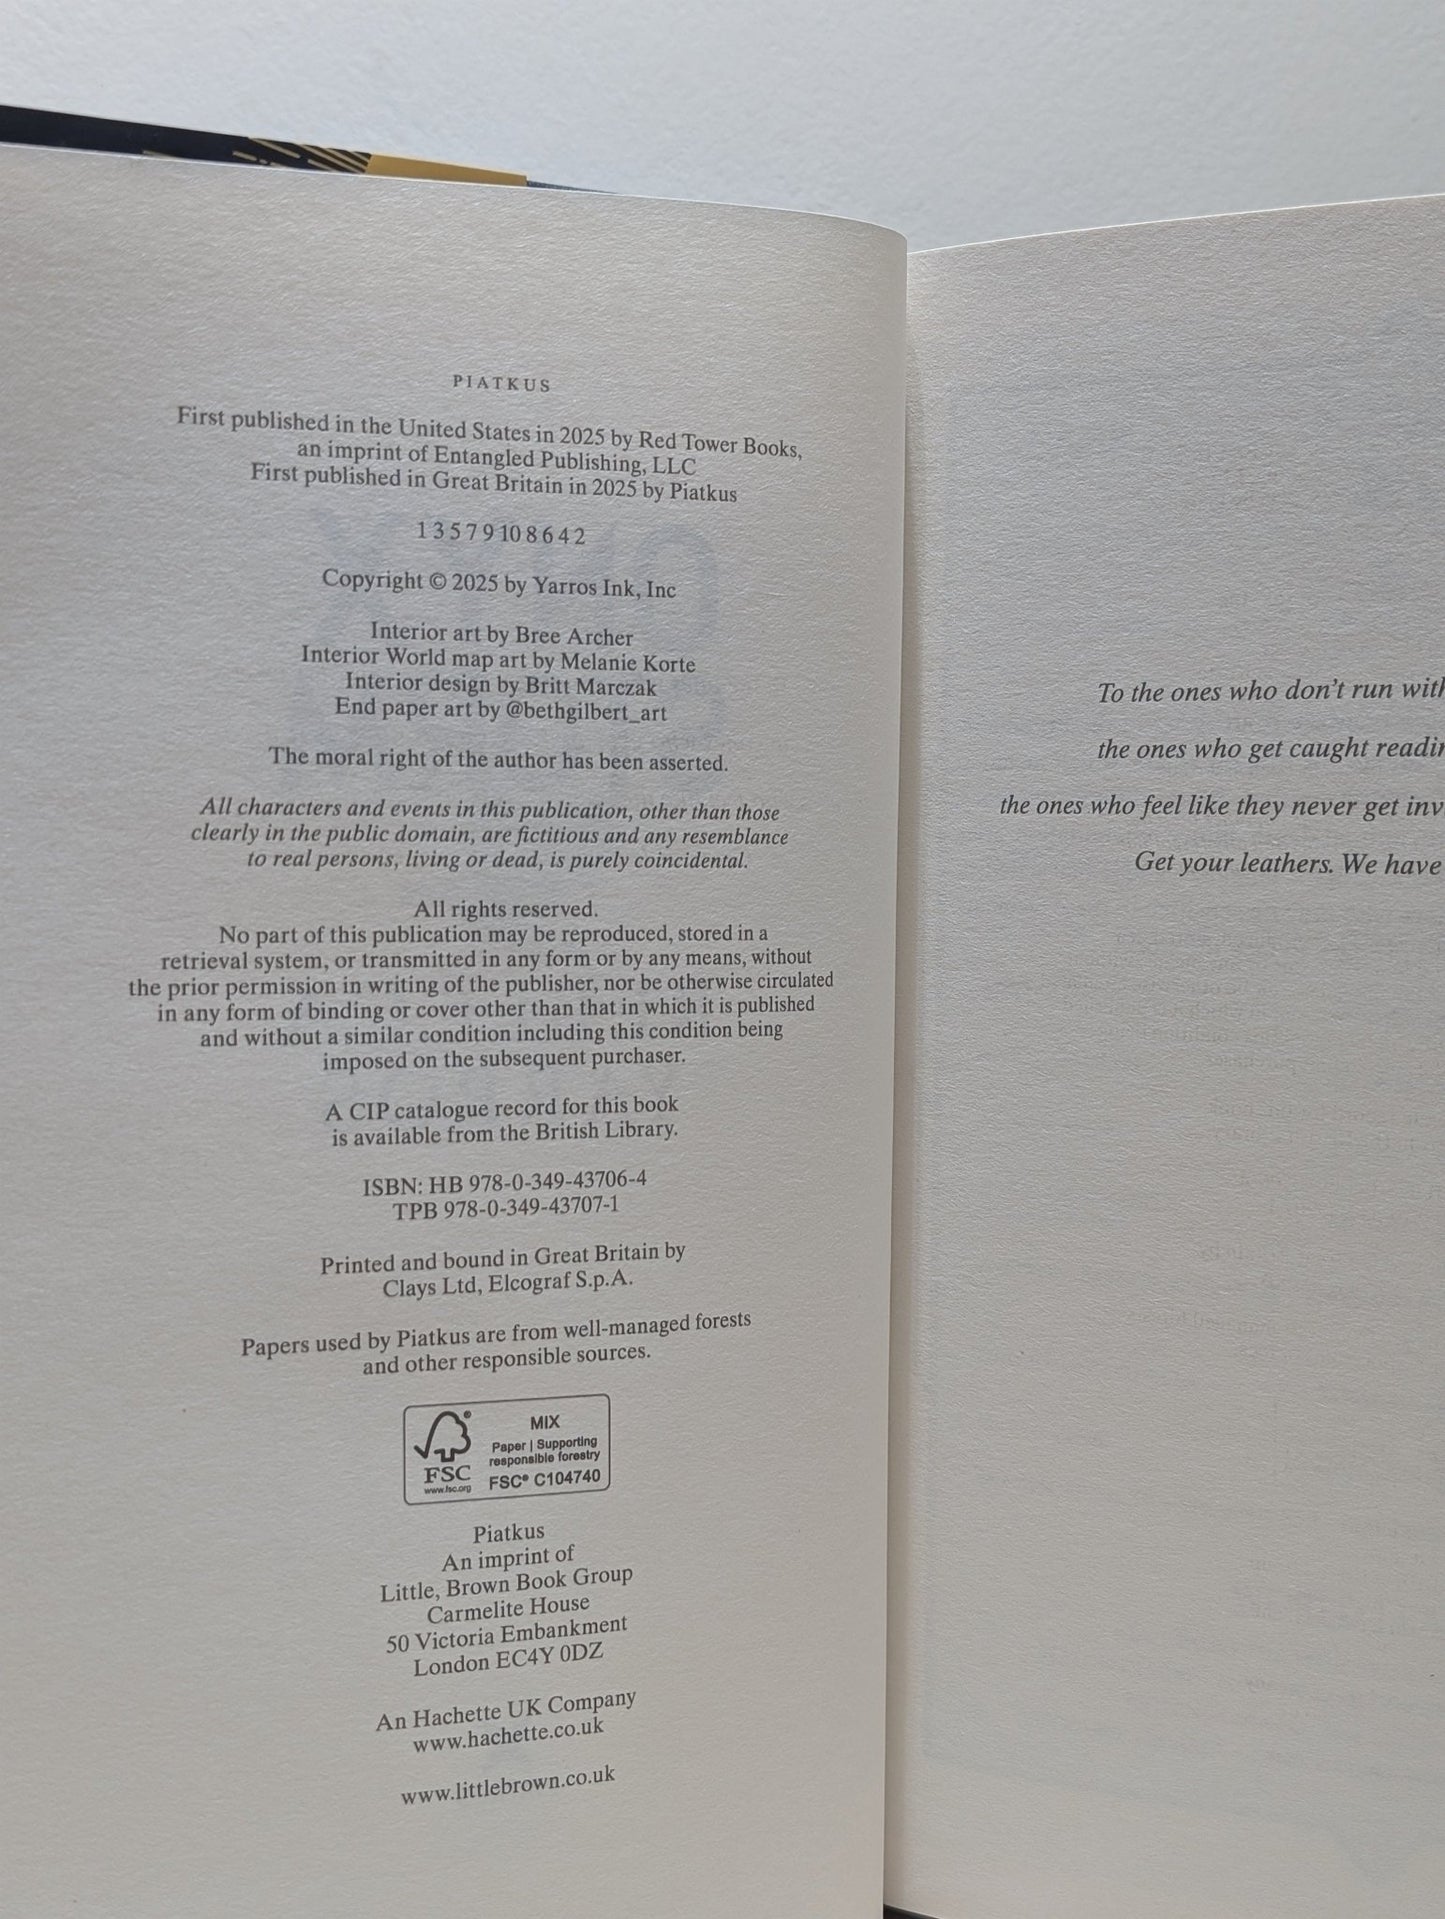 PIATKUS
First published in the United States in 2025 by Red Tower Books,
an imprint of Entangled Publishing, LLC
First published in Great Britain in 2025 by Piatkus
1 3 5 7 9 10 8 6 4 2
Copyright © 2025 by Yarros Ink, Inc
Interior art by Bree Archer
Interior World map art by Melanie Korte
Interior design by Britt Marczak
End paper art by @bethgilbert_art
The moral right of the author has been asserted.
All characters and events in this publication, other than those
clearly in the public domain, are fictitious and any resemblance
to real persons, living or dead, is purely coincidental.
All rights reserved.
No part of this publication may be reproduced, stored in a
retrieval system, or transmitted in any form or by any means, without
the prior permission in writing of the publisher, nor be otherwise circulated
in any form of binding or cover other than that in which it is published
and without a similar condition including this condition being
imposed on the subsequent purchaser.
A CIP catalogue record for this book
is available from the British Library.
ISBN: HB 978-0-349-43706-4
TPB 978-0-349-43707-1
Printed and bound in Great Britain by
Clays Ltd, Elcograf S.p.A.
Papers used by Piatkus are from well-managed forests
and other responsible sources.
FSC
www.fsc.org
MIX
Paper | Supporting
responsible forestry
FSC® C104740
Piatkus
An imprint of
Little, Brown Book Group
Carmelite House
50 Victoria Embankment
London EC4Y 0DZ
An Hachette UK Company
www.hachette.co.uk
www.littlebrown.co.uk
To the ones who don't run with
the ones who get caught readin
the ones who feel like they never get inv
Get your leathers. We have